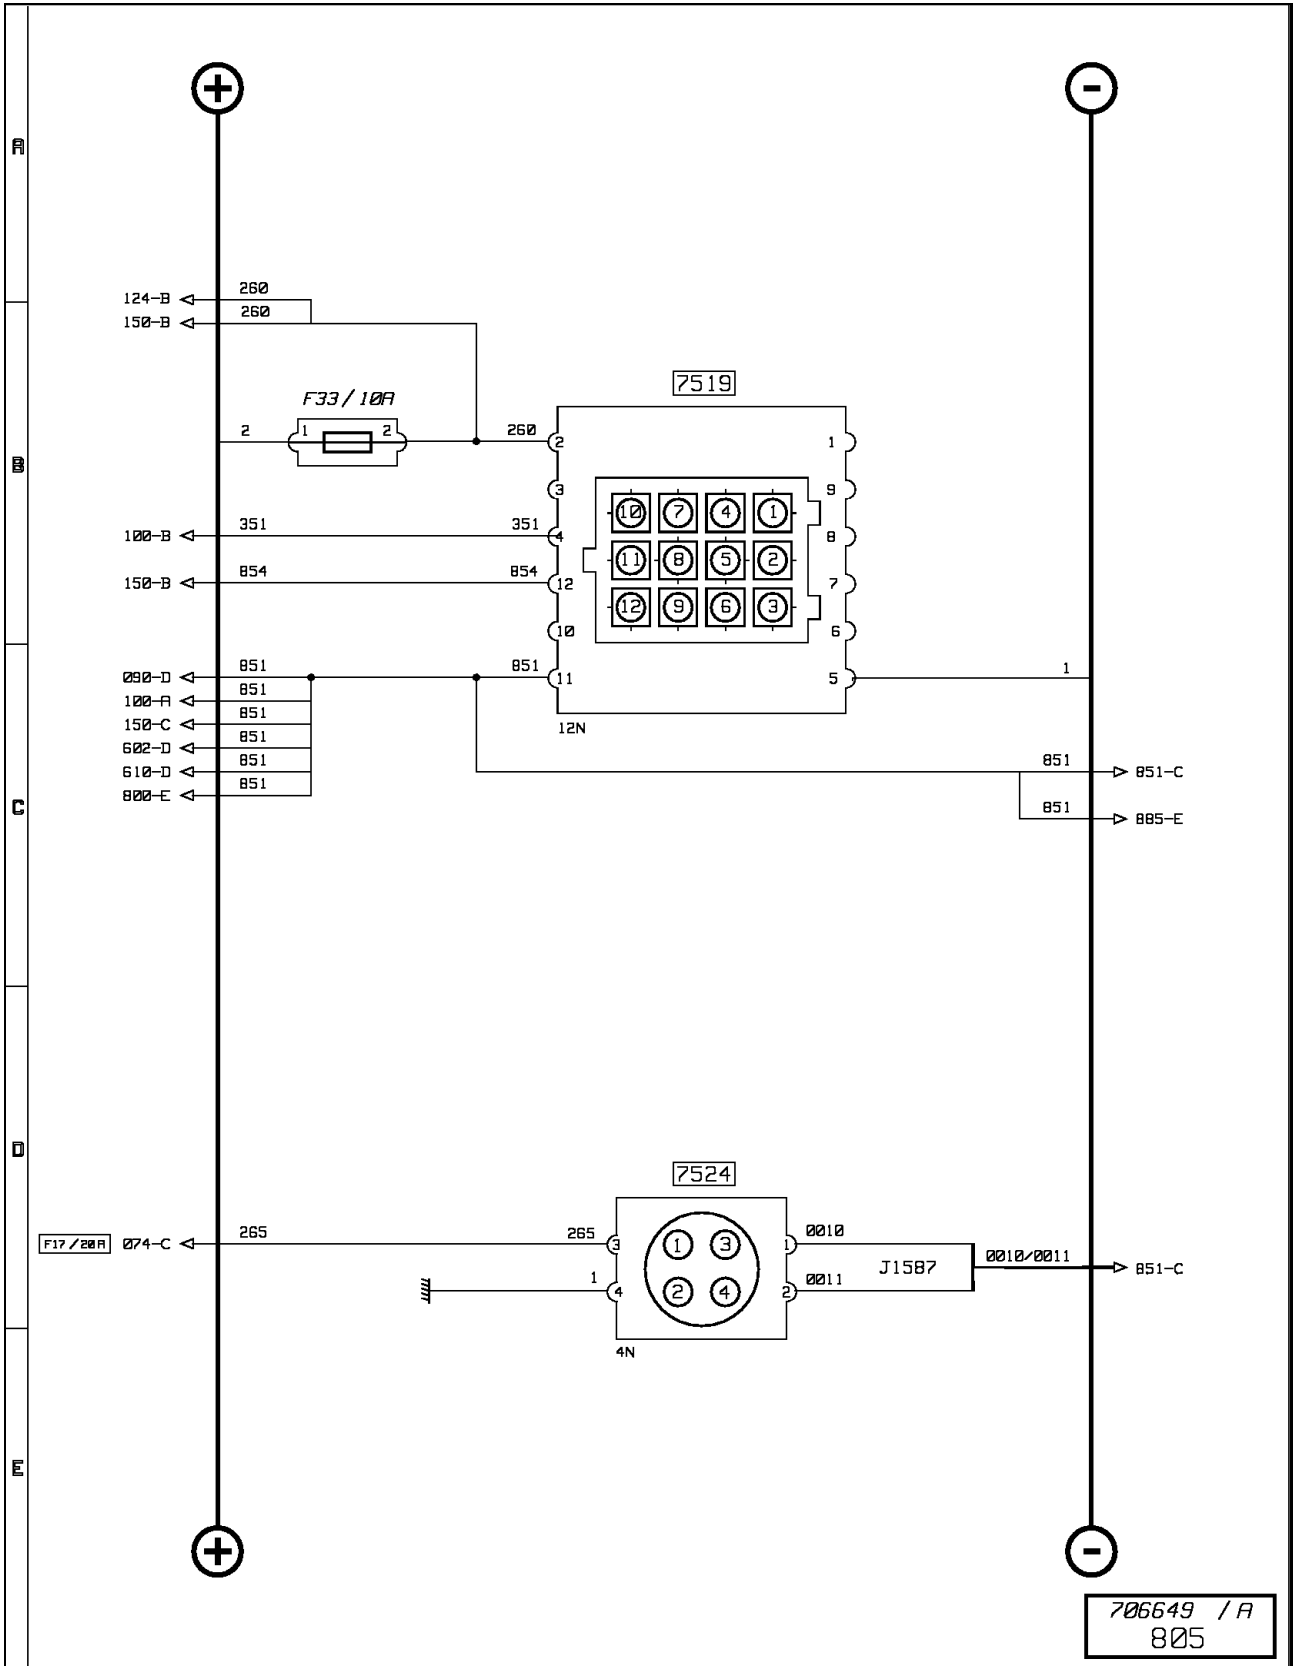 + -
A
124-B 260
150-B 260
7519
F33/10A
2 1 2 260 2 1
B
3 9
10 7 4 1
100-B 351 351 4 8
11 8 5 2
150-B 854 854 12 7
12 9 6 3
10 6
090-D 851 851 11 5 1
100-A 851
150-C 851
12N
602-D 851
610-D 851 851 851-C
800-E 851
C
851 885-E
D
7524
F17/20A 074-C 265 265 3 1 3 1 0010
J1587 0010/0011 851-C
1 4 2 4 2 0011
4N
E
+ -
706649 /A
805